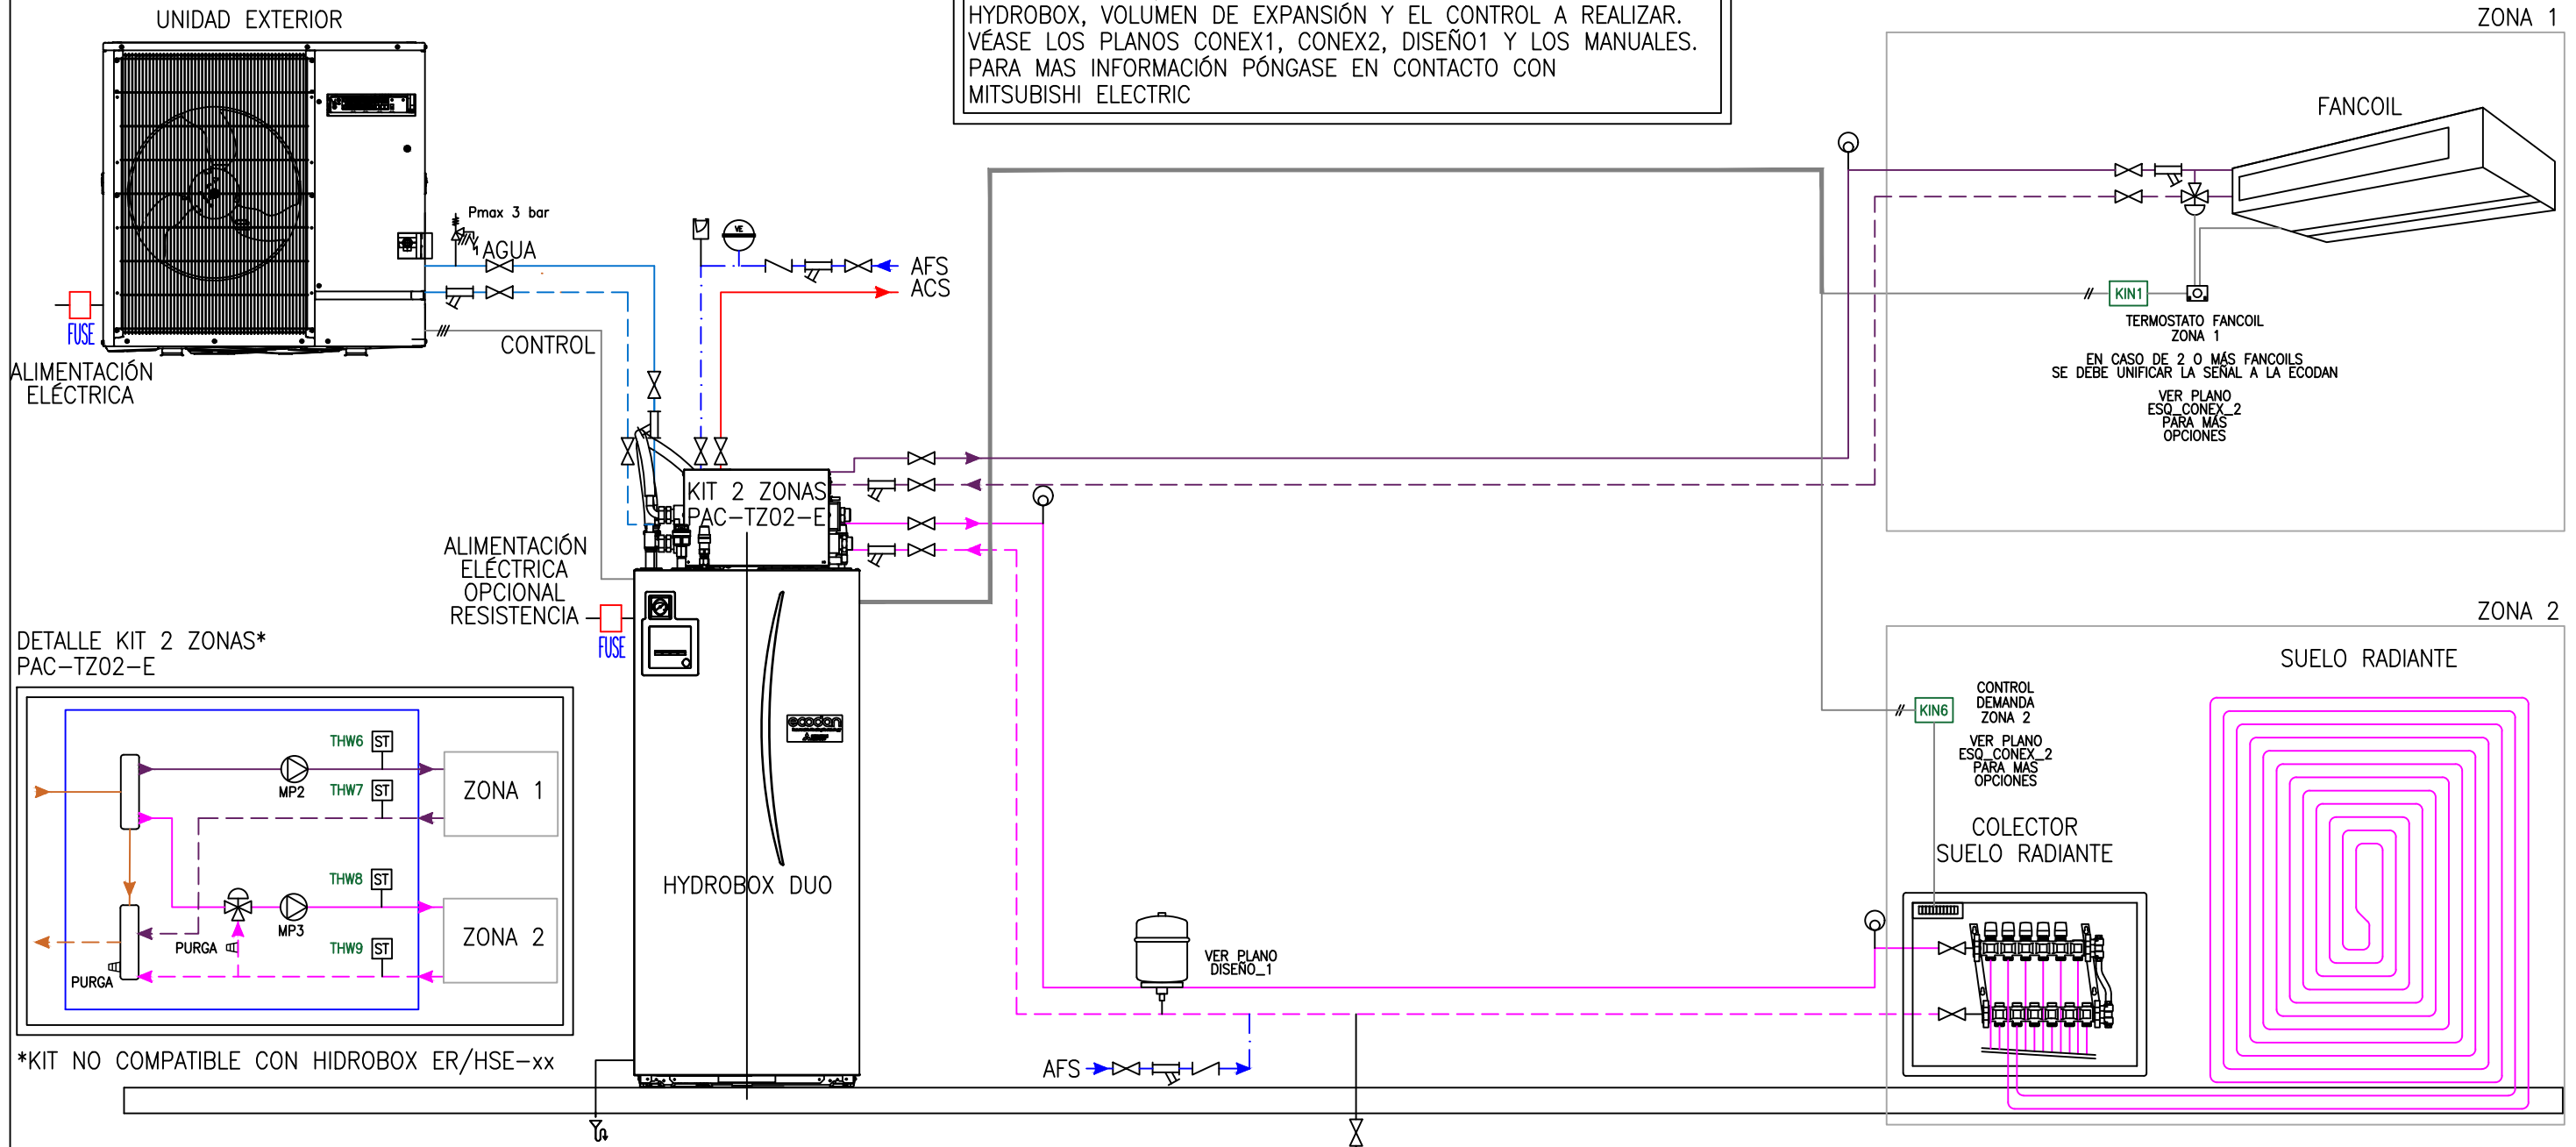 UNIDAD EXTERIOR
HYDROBOX, VOLUMEN DE EXPANSIÓN Y EL CONTROL A REALIZAR.
VÉASE LOS PLANOS CONEX1, CONEX2, DISEÑO1 Y LOS MANUALES.
PARA MAS INFORMACIÓN PÓNGASE EN CONTACTO CON
MITSUBISHI ELECTRIC
ZONA 1
FANCOIL
Pmax 3 bar
AGUA
VE
AFS
ACS
FUSE
CONTROL
ALIMENTACIÓN
ELÉCTRICA
KIN1
TERMOSTATO FANCOIL
ZONA 1
EN CASO DE 2 O MÁS FANCOILS
SE DEBE UNIFICAR LA SEÑAL A LA ECODAN
VER PLANO
ESQ_CONEX_2
PARA MÁS
OPCIONES
KIT 2 ZONAS
PAC-TZ02-E
ALIMENTACIÓN
ELÉCTRICA
OPCIONAL
RESISTENCIA
FUSE
ecodan
HYDROBOX DUO
DETALLE KIT 2 ZONAS*
PAC-TZ02-E
THW6 ST
MP2
THW7 ST
ZONA 1
THW8 ST
MP3
PURGA
THW9 ST
ZONA 2
PURGA
*KIT NO COMPATIBLE CON HIDROBOX ER/HSE-xx
VER PLANO
DISEÑO_1
AFS
ZONA 2
SUELO RADIANTE
KIN6
CONTROL
DEMANDA
ZONA 2
VER PLANO
ESQ_CONEX_2
PARA MAS
OPCIONES
COLECTOR
SUELO RADIANTE